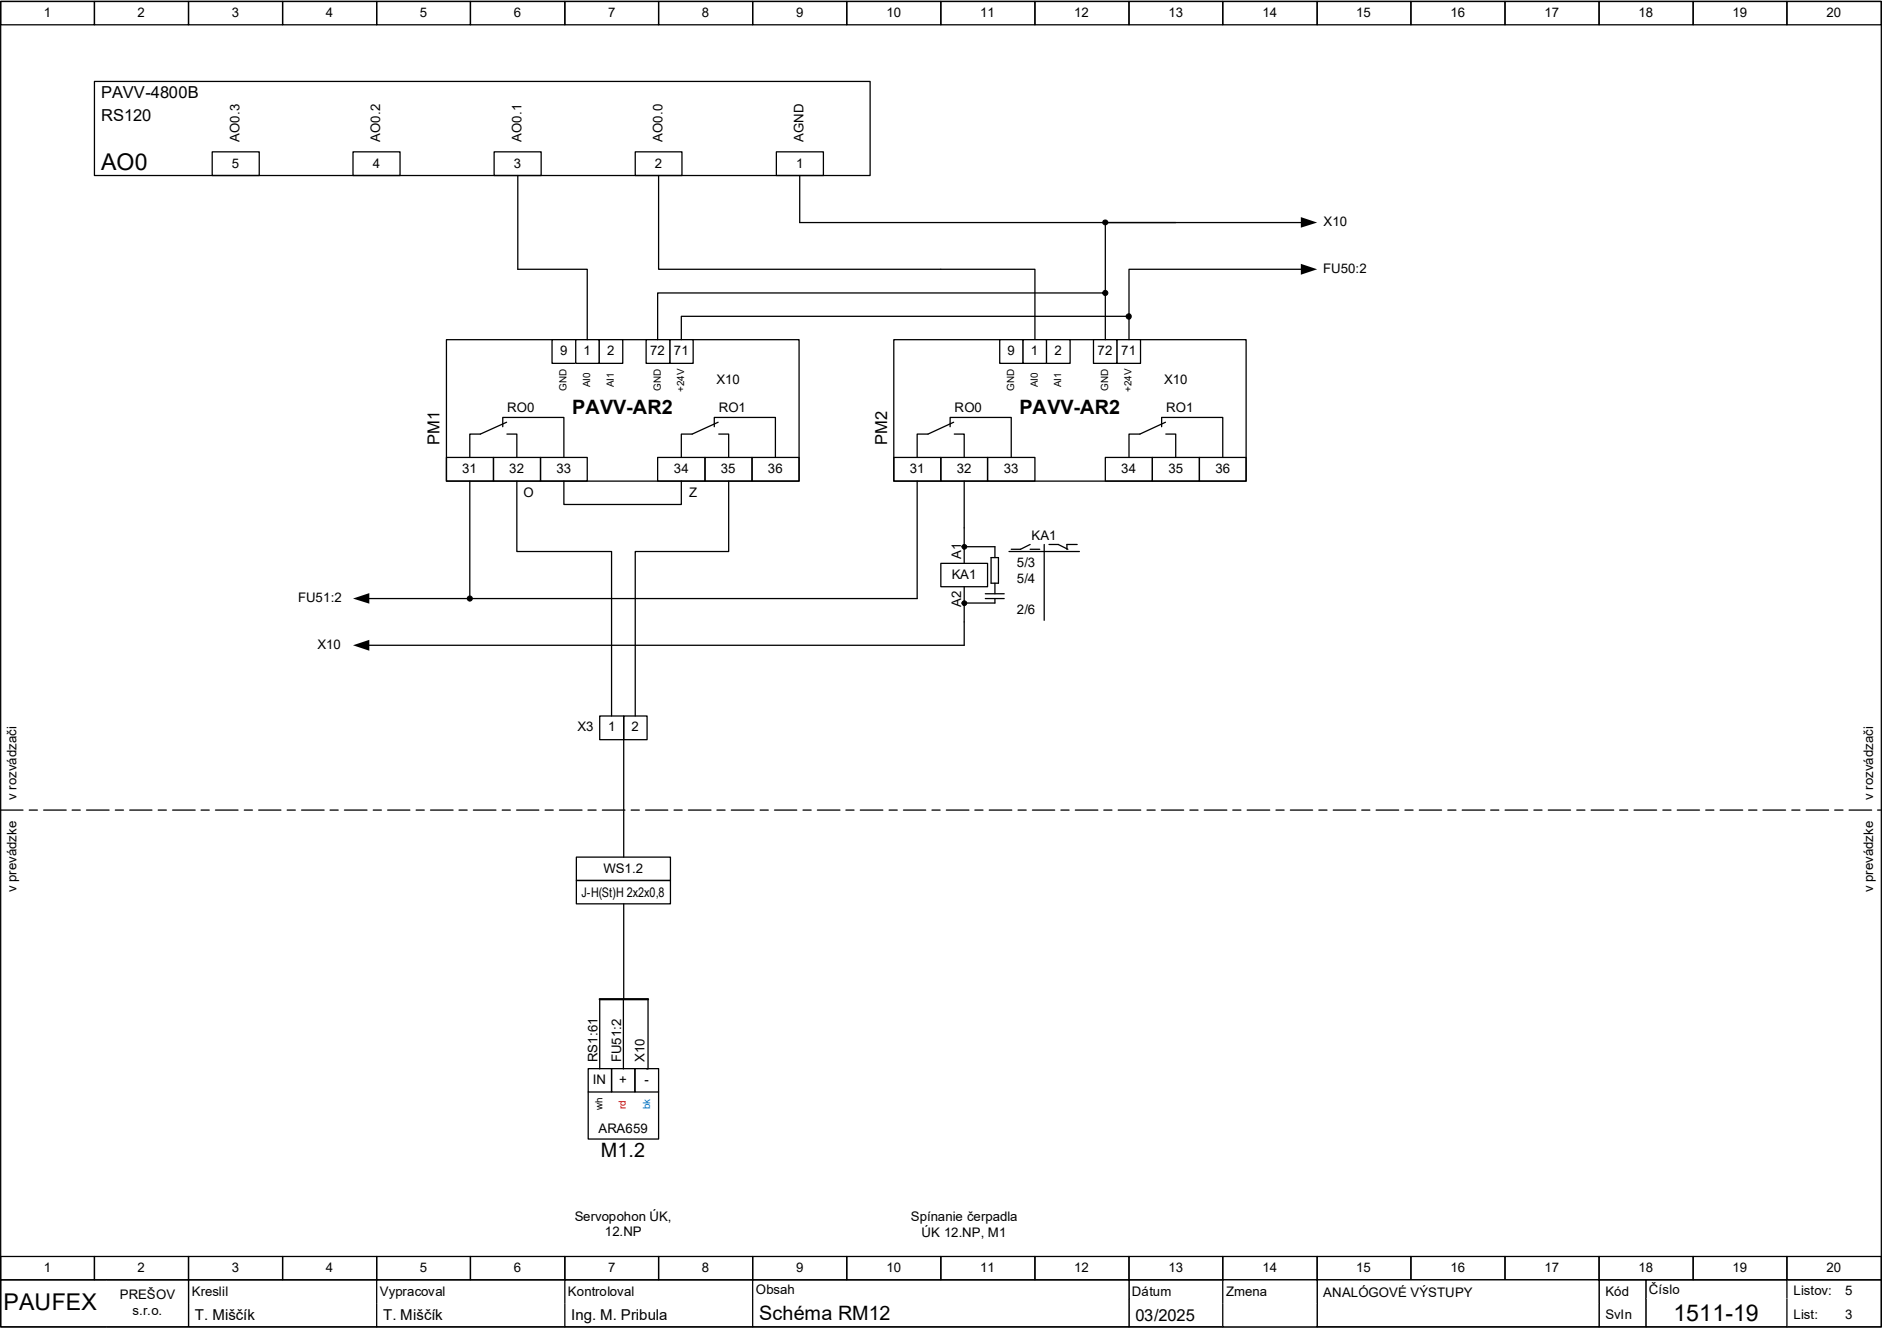 1 2 3 4 5 6 7 8 9 10 11 12 13 14 15 16 17 18 19 20
PAVV-4800B
RS120
AO0
AO0.3 AO0.2 AO0.1 AO0.0 AGND
5 4 3 2 1
X10
FU50:2
9 1 2 72 71
GND AI0 AI1 GND +24V
X10
PAVV-AR2
RO0 RO1
PM1
31 32 33 34 35 36
O Z
9 1 2 72 71
GND AI0 AI1 GND +24V
X10
PAVV-AR2
RO0 RO1
PM2
31 32 33 34 35 36
A1
KA1
A2
KA1
5/3
5/4
2/6
FU51:2
X10
X3 1 2
v rozvádzači
v rozvádzači
v prevádzke
v prevádzke
WS1.2
J-H(St)H 2x2x0,8
RS1:61 FU51:2 X10
IN + -
wh rd bk
ARA659
M1.2
Servopohon ÚK,
12.NP
Spínanie čerpadla
ÚK 12.NP, M1
1 2 3 4 5 6 7 8 9 10 11 12 13 14 15 16 17 18 19 20
PAUFEX
PREŠOV
s.r.o.
Kreslil
T. Miščík
Vypracoval
T. Miščík
Kontroloval
Ing. M. Pribula
Obsah
Schéma RM12
Dátum
03/2025
Zmena
ANALÓGOVÉ VÝSTUPY
Kód
Svln
Číslo
1511-19
Listov: 5
List: 3